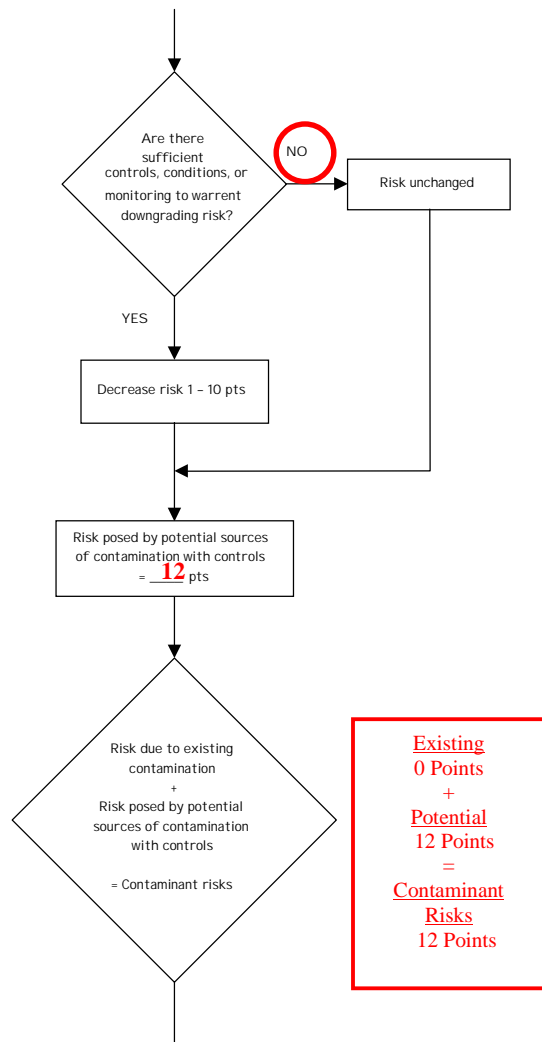 Are there
sufficient
controls, conditions, or
monitoring to warrent
downgrading risk?
NO
Risk unchanged
YES
Decrease risk 1 – 10 pts
Risk posed by potential sources
of contamination with controls
= 12 pts
Risk due to existing
contamination
+
Risk posed by potential
sources of contamination
with controls
= Contaminant risks
Existing
0 Points
+
Potential
12 Points
=
Contaminant
Risks
12 Points